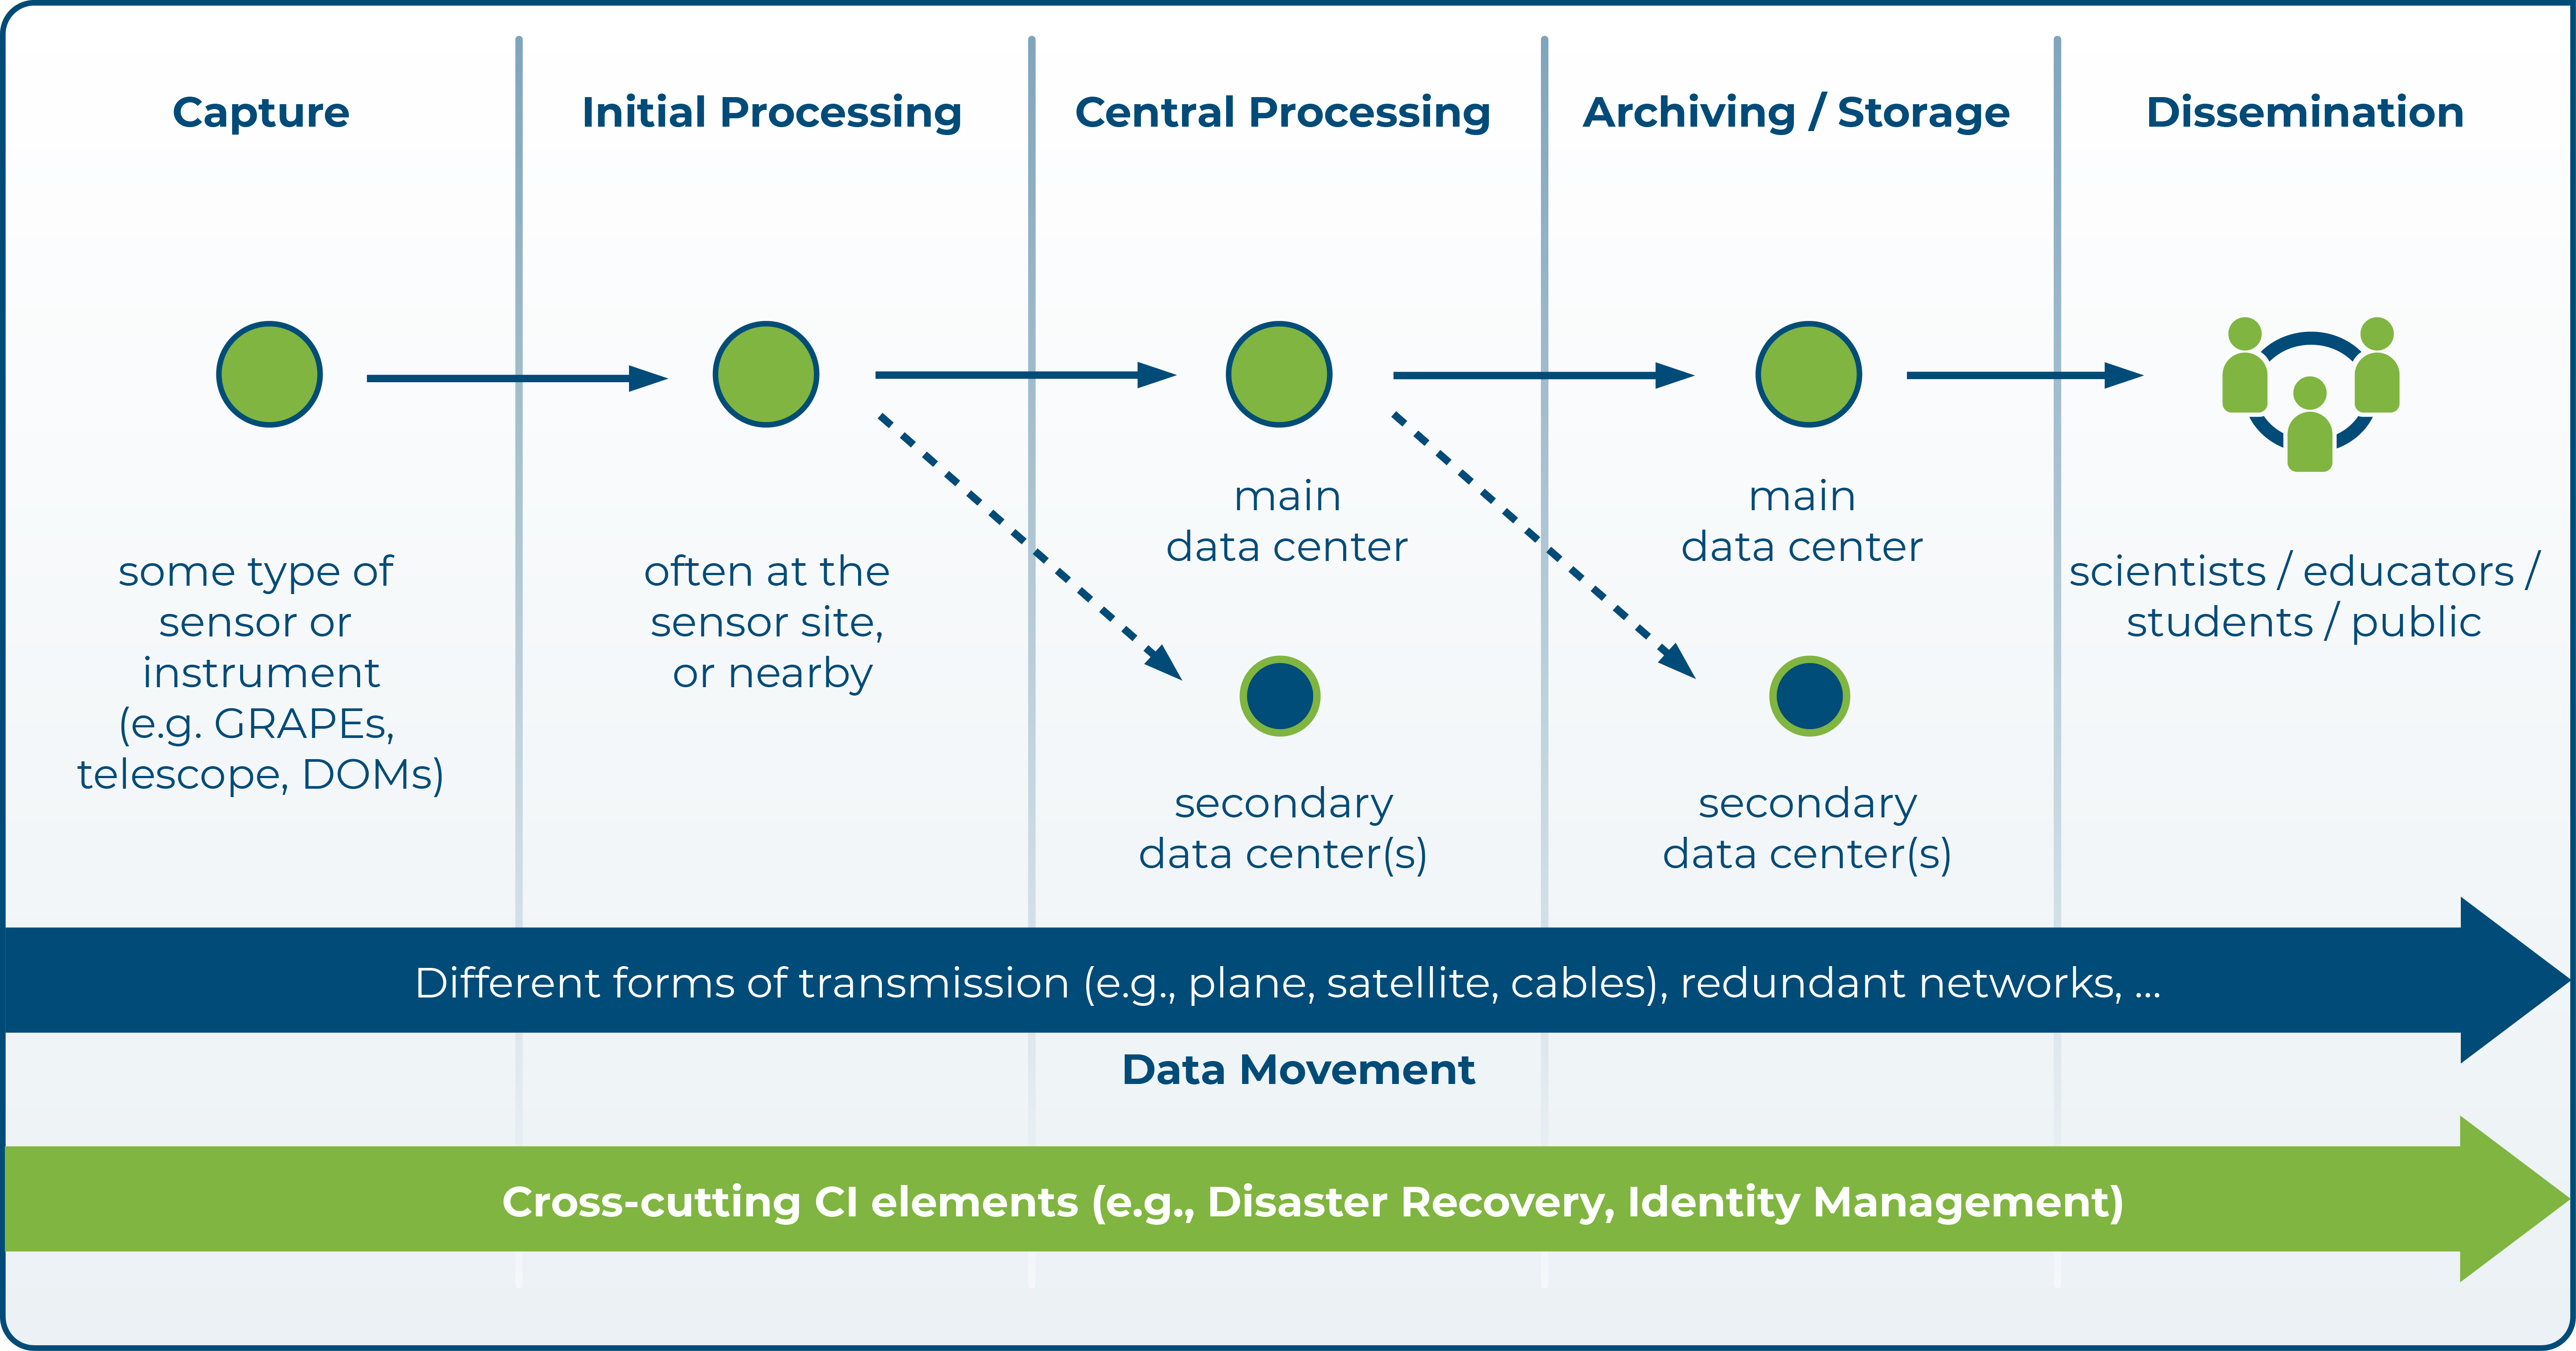 Capture
Initial Processing
Central Processing
Archiving / Storage
Dissemination
some type of
sensor or
instrument
(e.g. GRAPEs,
telescope, DOMs)
often at the
sensor site,
or nearby
main
data center
secondary
data center(s)
main
data center
secondary
data center(s)
scientists / educators /
students / public
Different forms of transmission (e.g., plane, satellite, cables), redundant networks, ...
Data Movement
Cross-cutting CI elements (e.g., Disaster Recovery, Identity Management)